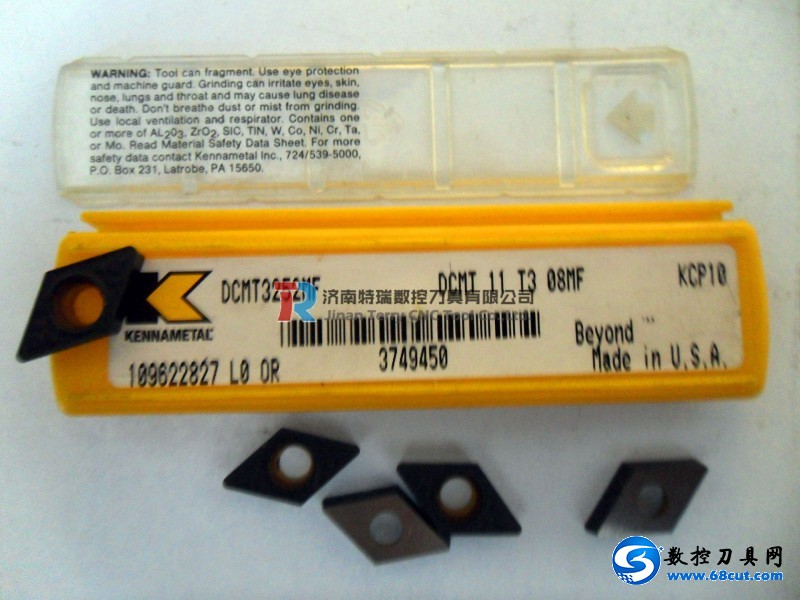 WARNING: Tool can fragment. Use eye protection
and machine guard. Grinding can irritate eyes, skin,
nose, lungs and throat and may cause lung disease
or death. Don't breathe dust or mist from grinding.
Use local ventilation and respirator. Contains one
or more of AL2O3, ZrO2, SIC, TIN, W, Co, Ni, Cr, Ta,
or Mo. Read Material Safety Data Sheet. For more
safety data contact Kennametal Inc., 724/539-5000,
P.O. Box 231, Latrobe, PA 15650.
DCMT3252MF DCMT 11 T3 08MF KCP10
济南特瑞数控刀具有限公司
KENNAMETAL
Beyond ™
109622827 L0 OR 3749450 Made in U.S.A.
数控刀具网
www.68cut.com